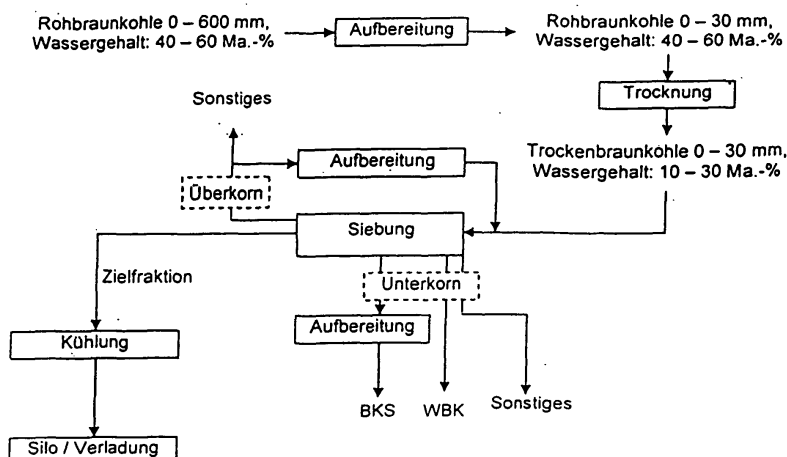 Rohbraunkohle 0 – 600 mm,
Wassergehalt: 40 – 60 Ma.-%
Aufbereitung
Rohbraunkohle 0 – 30 mm,
Wassergehalt: 40 – 60 Ma.-%
Trocknung
Sonstiges
Trockenbraunkohle 0 – 30 mm,
Wassergehalt: 10 – 30 Ma.-%
Aufbereitung
Überkorn
Siebung
Zielfraktion
Unterkorn
Aufbereitung
Kühlung
BKS
WBK
Sonstiges
Silo / Verladung